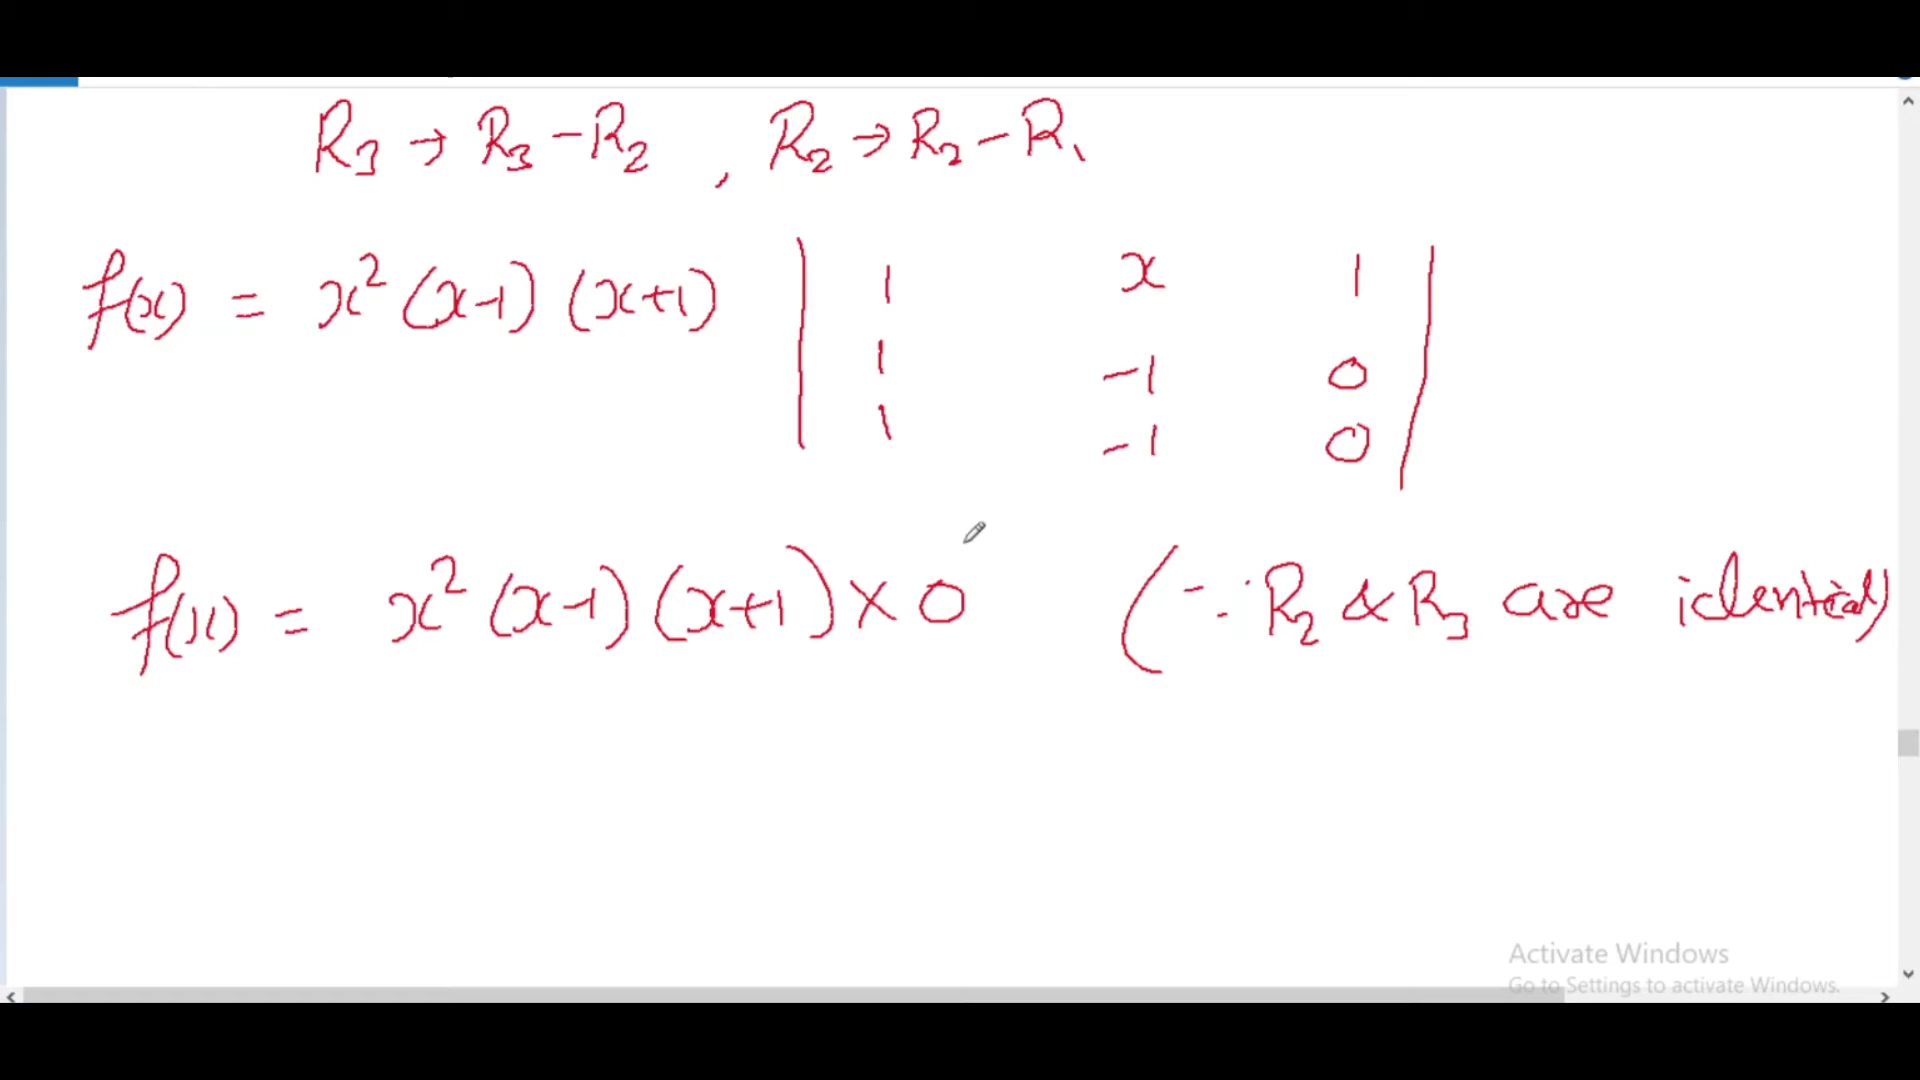 R₃ → R₃ – R₂ , R₂ → R₂ – R₁
f(x) = x² (x-1) (x+1) | 1 x 1 |
1 -1 0
1 -1 0
f(x) = x² (x-1) (x+1) × 0 (∵ R₂ & R₃ are identical)
Activate Windows
Go to Settings to activate Windows.